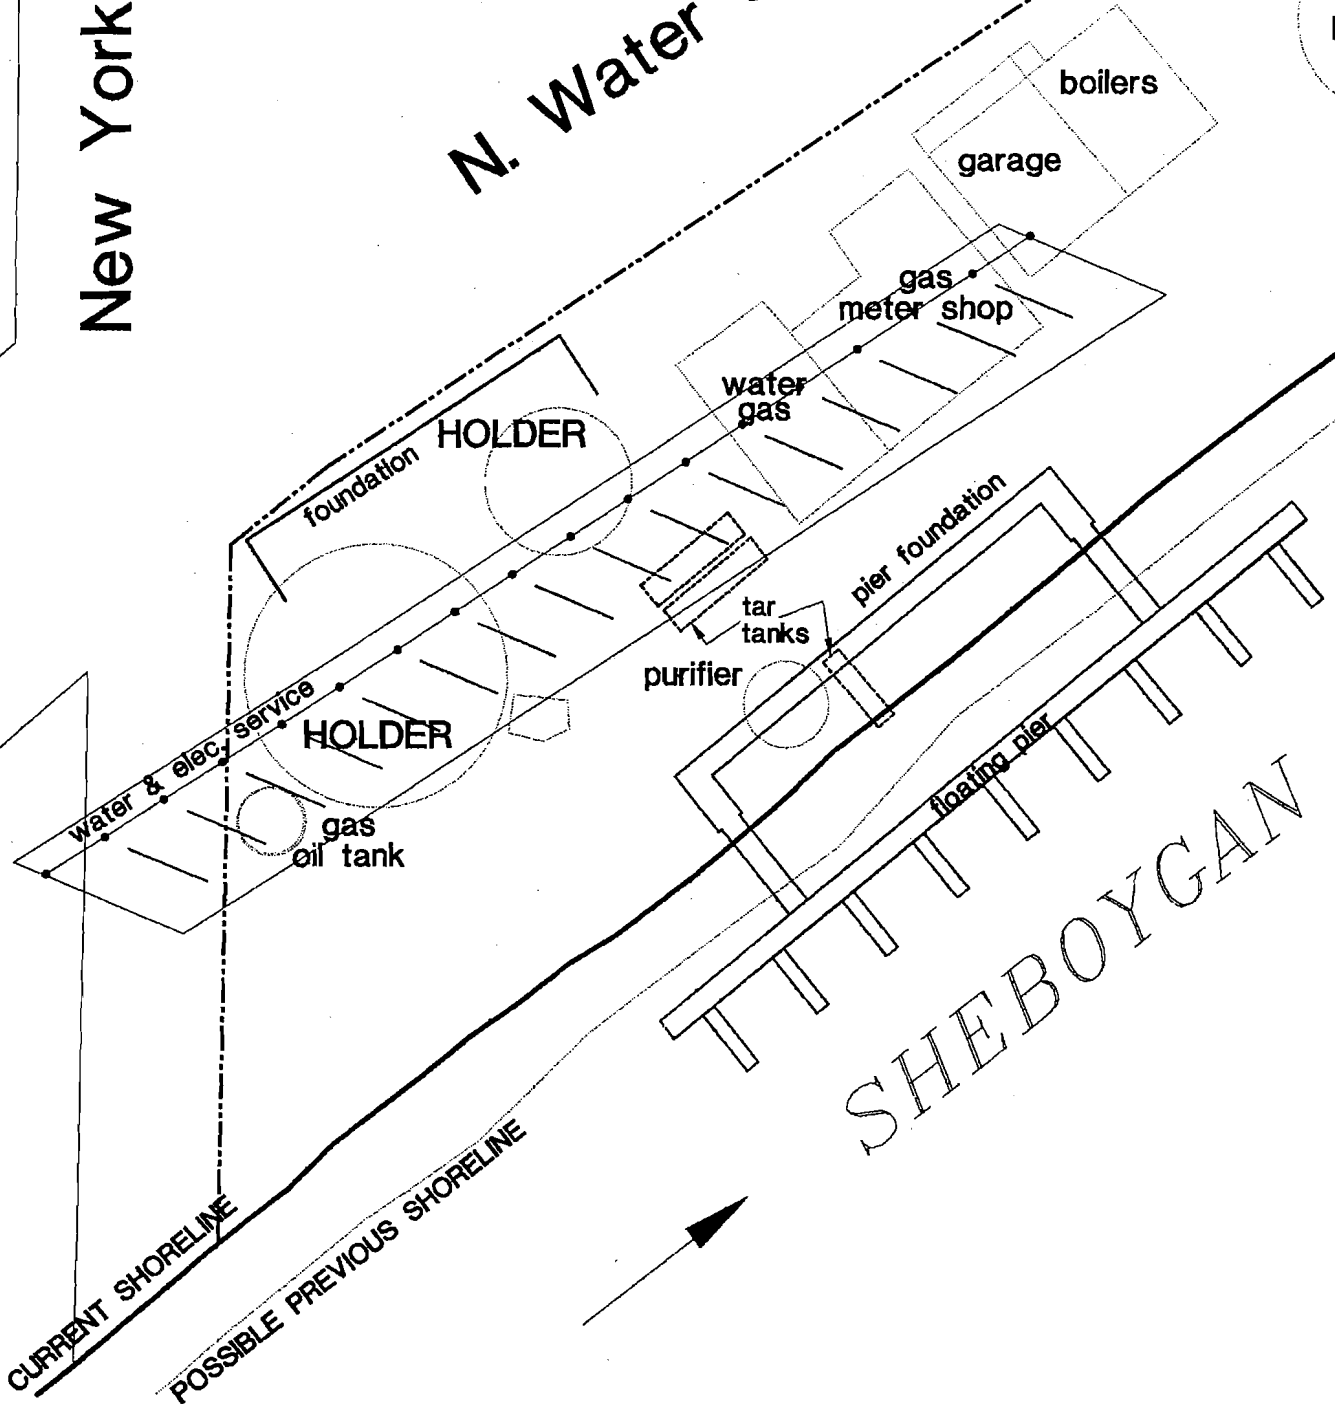 New York
N. Water
boilers
garage
gas
meter shop
water
gas
HOLDER
foundation
pier foundation
tar
tanks
purifier
water & elec. service
HOLDER
gas
oil tank
floating pier
SHEBOYGAN
CURRENT SHORELINE
POSSIBLE PREVIOUS SHORELINE